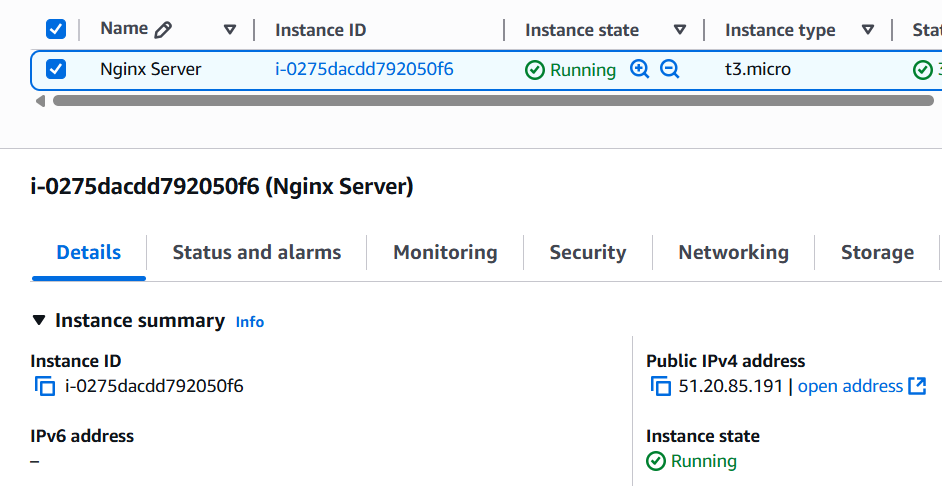 Name Instance ID Instance state Instance type
Nginx Server i-0275dacdd792050f6 Running t3.micro
i-0275dacdd792050f6 (Nginx Server)
Details Status and alarms Monitoring Security Networking Storage
Instance summary Info
Instance ID
i-0275dacdd792050f6
Public IPv4 address
51.20.85.191 | open address
IPv6 address
–
Instance state
Running